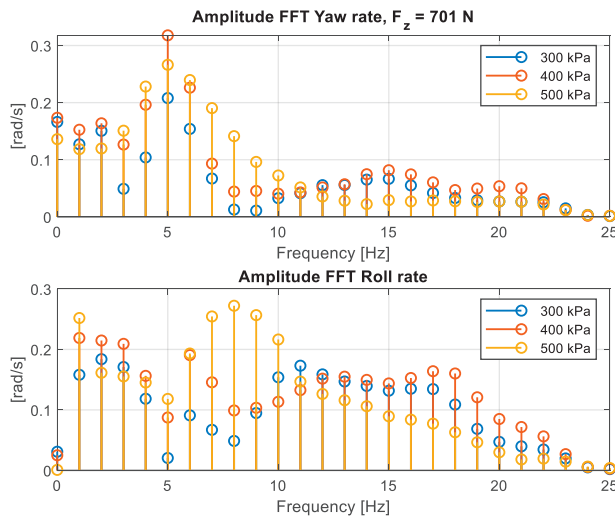 Amplitude FFT Yaw rate, F_z = 701 N
0.3
0.2
0.1
0
[rad/s]
300 kPa
400 kPa
500 kPa
0 5 10 15 20 25
Frequency [Hz]
Amplitude FFT Roll rate
0.3
0.2
0.1
0
[rad/s]
300 kPa
400 kPa
500 kPa
0 5 10 15 20 25
Frequency [Hz]